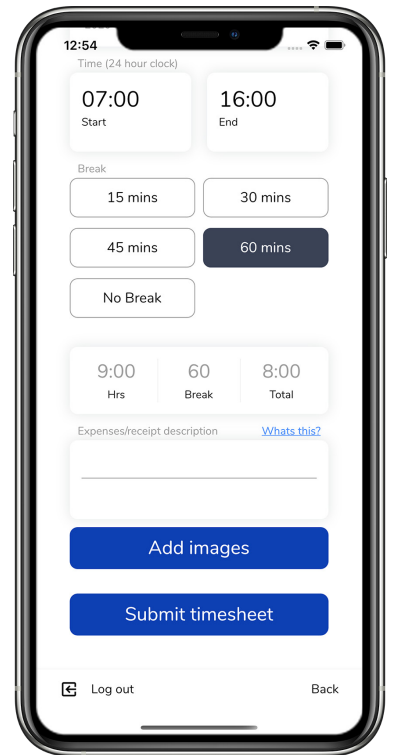 12:54
Time (24 hour clock)
07:00 16:00
Start End
Break
15 mins 30 mins
45 mins 60 mins
No Break
9:00 60 8:00
Hrs Break Total
Expenses/receipt description Whats this?
Add images
Submit timesheet
Log out Back